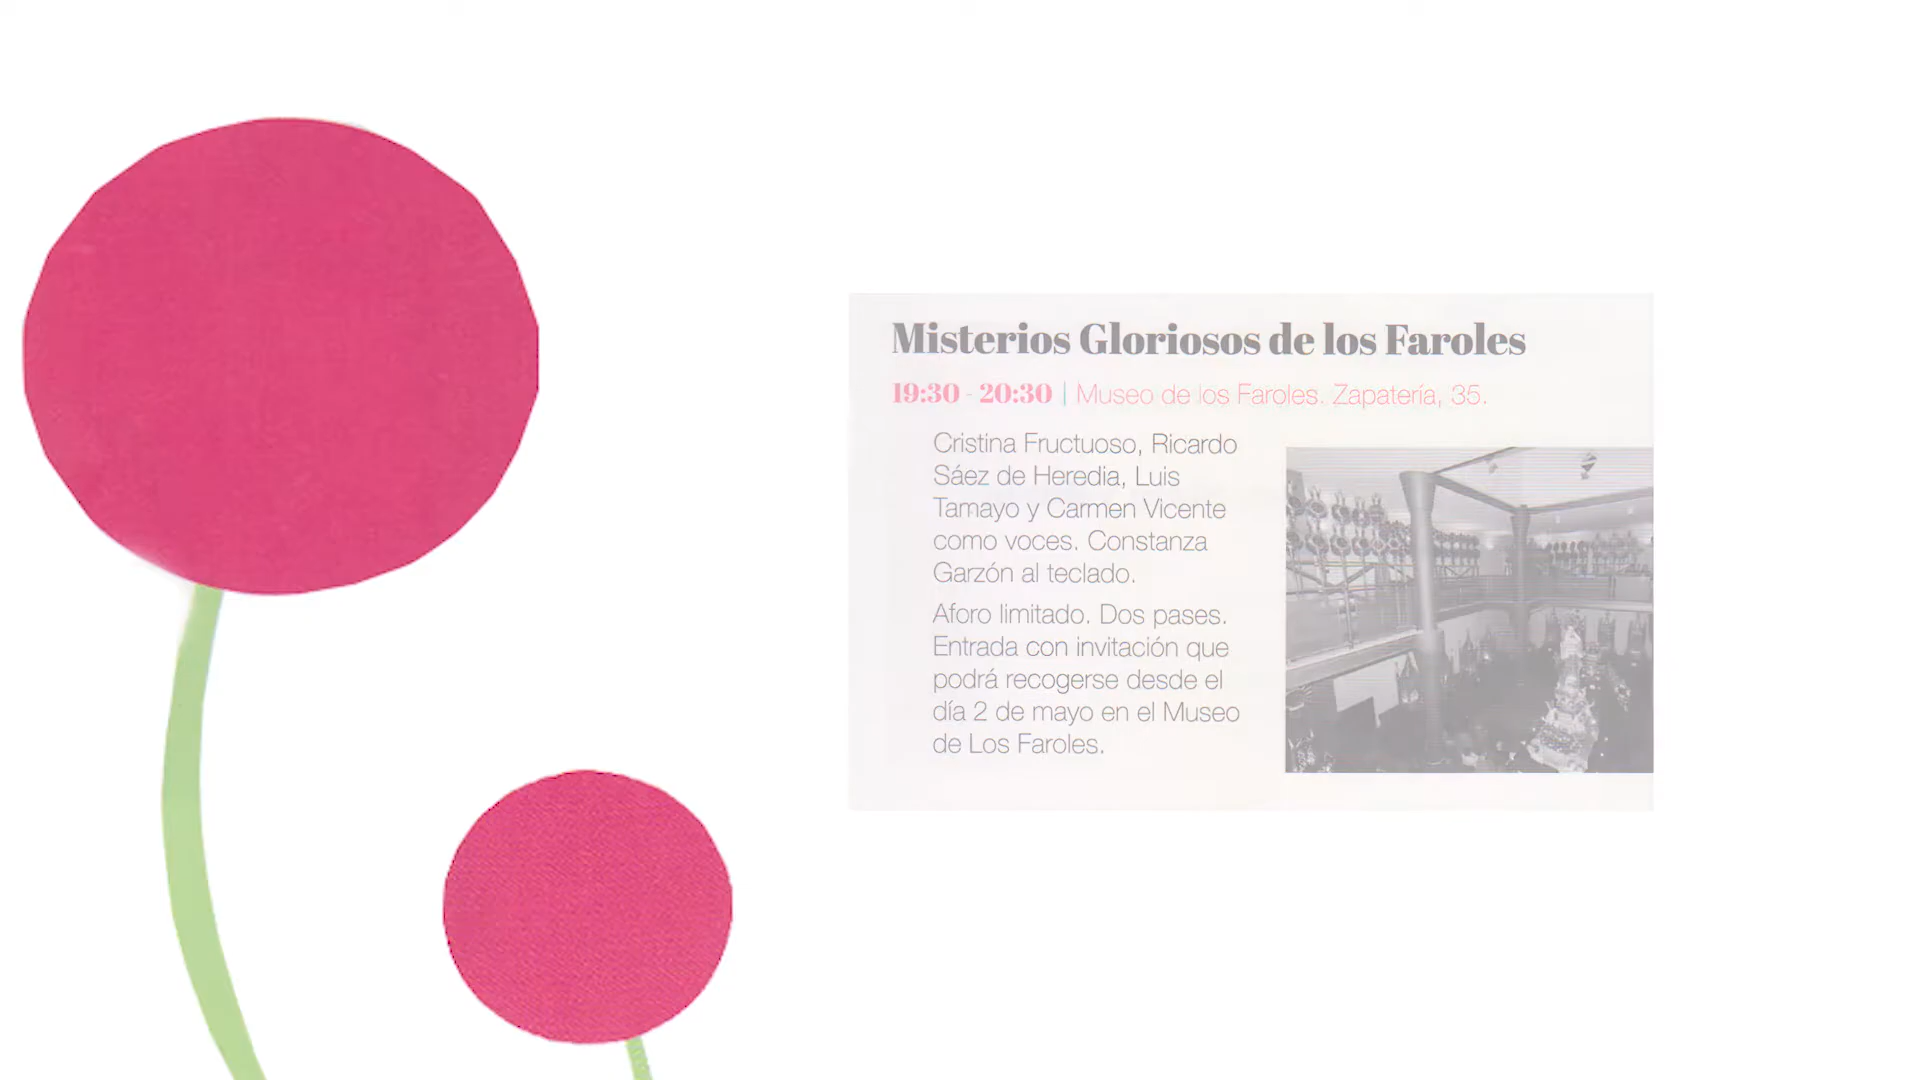 Misterios Gloriosos de los Faroles
19:30 - 20:30 | Museo de los Faroles. Zapatería, 35.
Cristina Fructuoso, Ricardo
Sáez de Heredia, Luis
Tamayo y Carmen Vicente
como voces. Constanza
Garzón al teclado.
Aforo limitado. Dos pases.
Entrada con invitación que
podrá recogerse desde el
día 2 de mayo en el Museo
de Los Faroles.